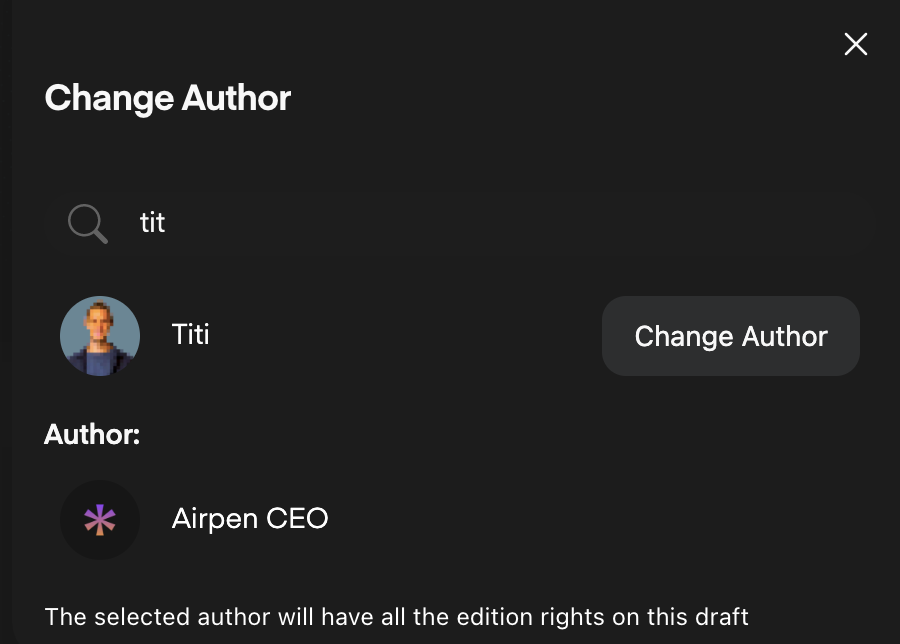 Change Author
tit
Titi
Change Author
Author:
Airpen CEO
The selected author will have all the edition rights on this draft